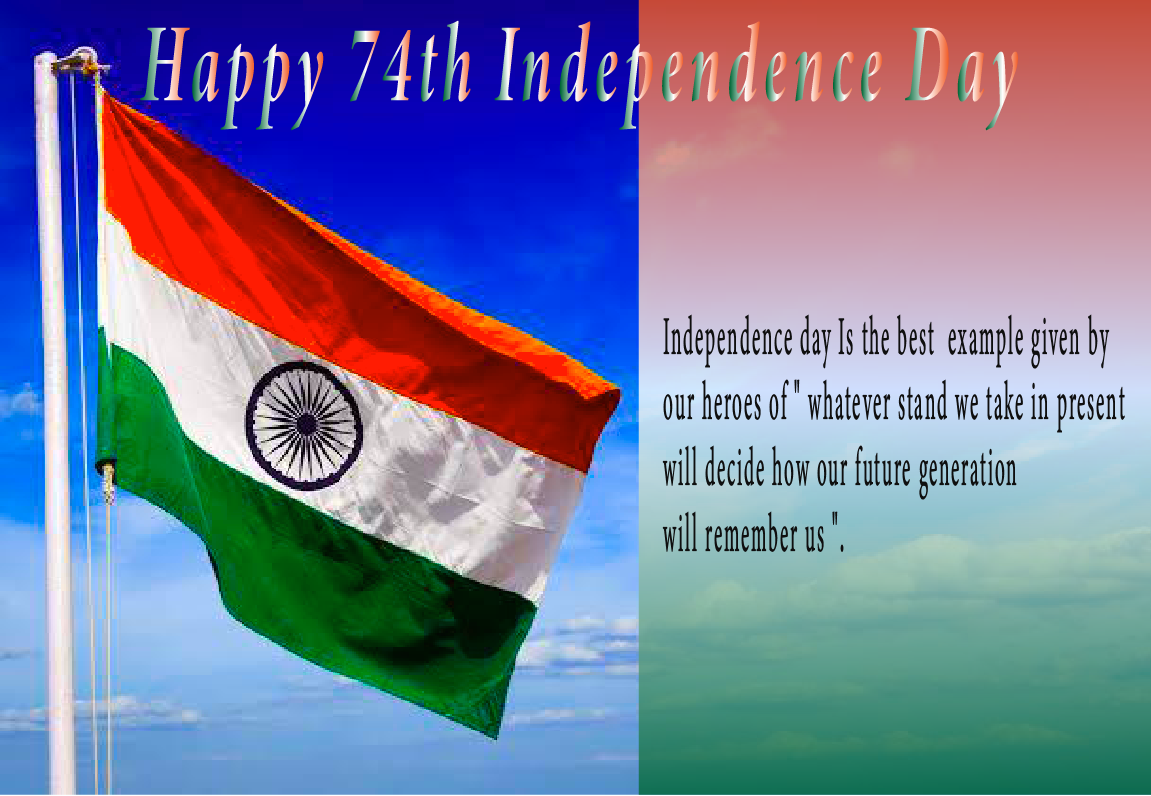 Happy 74th Independence Day
Independence day Is the best example given by
our heroes of " whatever stand we take in present
will decide how our future generation
will remember us ".